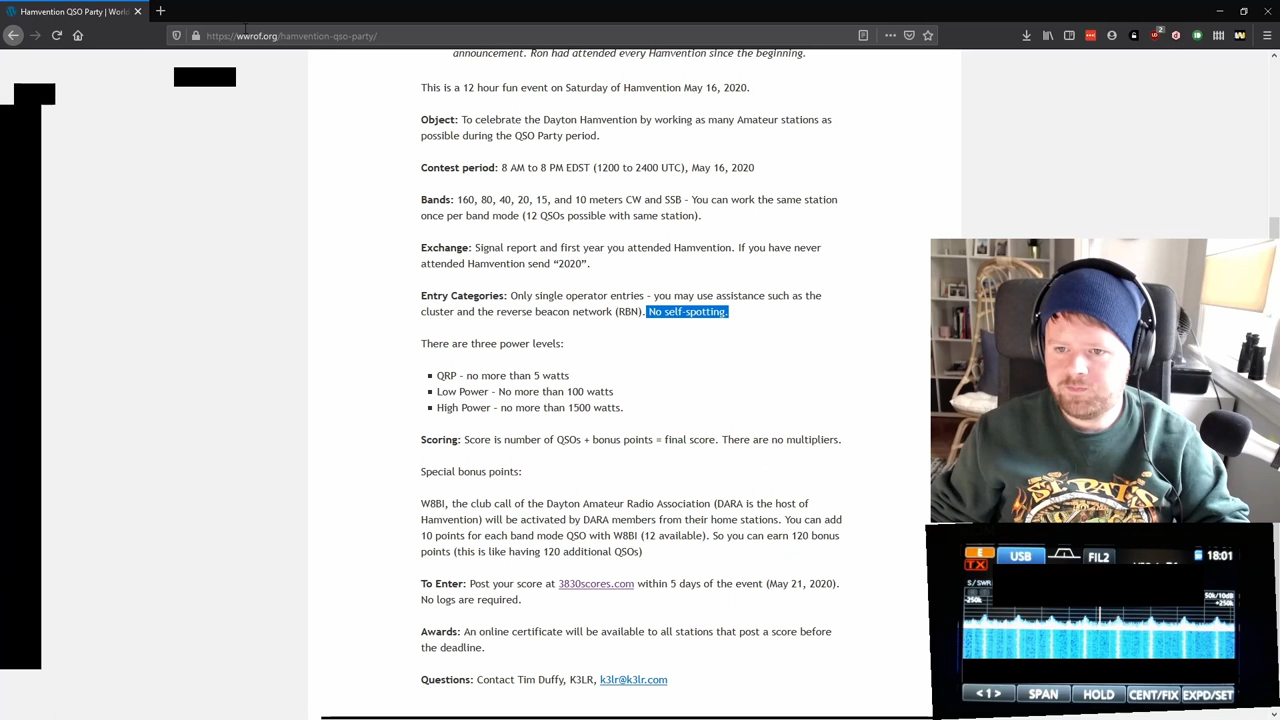 Hamvention QSO Party | World
https://wwrof.org/hamvention-qso-party/
announcement. Ron had attended every Hamvention since the beginning.
This is a 12 hour fun event on Saturday of Hamvention May 16, 2020.
Object: To celebrate the Dayton Hamvention by working as many Amateur stations as
possible during the QSO Party period.
Contest period: 8 AM to 8 PM EDST (1200 to 2400 UTC), May 16, 2020
Bands: 160, 80, 40, 20, 15, and 10 meters CW and SSB – You can work the same station
once per band mode (12 QSOs possible with same station).
Exchange: Signal report and first year you attended Hamvention. If you have never
attended Hamvention send “2020”.
Entry Categories: Only single operator entries – you may use assistance such as the
cluster and the reverse beacon network (RBN). No self-spotting.
There are three power levels:
QRP – no more than 5 watts
Low Power – No more than 100 watts
High Power – no more than 1500 watts.
Scoring: Score is number of QSOs + bonus points = final score. There are no multipliers.
Special bonus points:
W8BI, the club call of the Dayton Amateur Radio Association (DARA is the host of
Hamvention) will be activated by DARA members from their home stations. You can add
10 points for each band mode QSO with W8BI (12 available). So you can earn 120 bonus
points (this is like having 120 additional QSOs)
To Enter: Post your score at 3830scores.com within 5 days of the event (May 21, 2020).
No logs are required.
Awards: An online certificate will be available to all stations that post a score before
the deadline.
Questions: Contact Tim Duffy, K3LR, k3lr@k3lr.com
ST. PAT'S
E USB FIL2 18:01
TX
S/SWR
-250k 50k/10dB
+250k
<1> SPAN HOLD CENT/FIX EXPD/SET